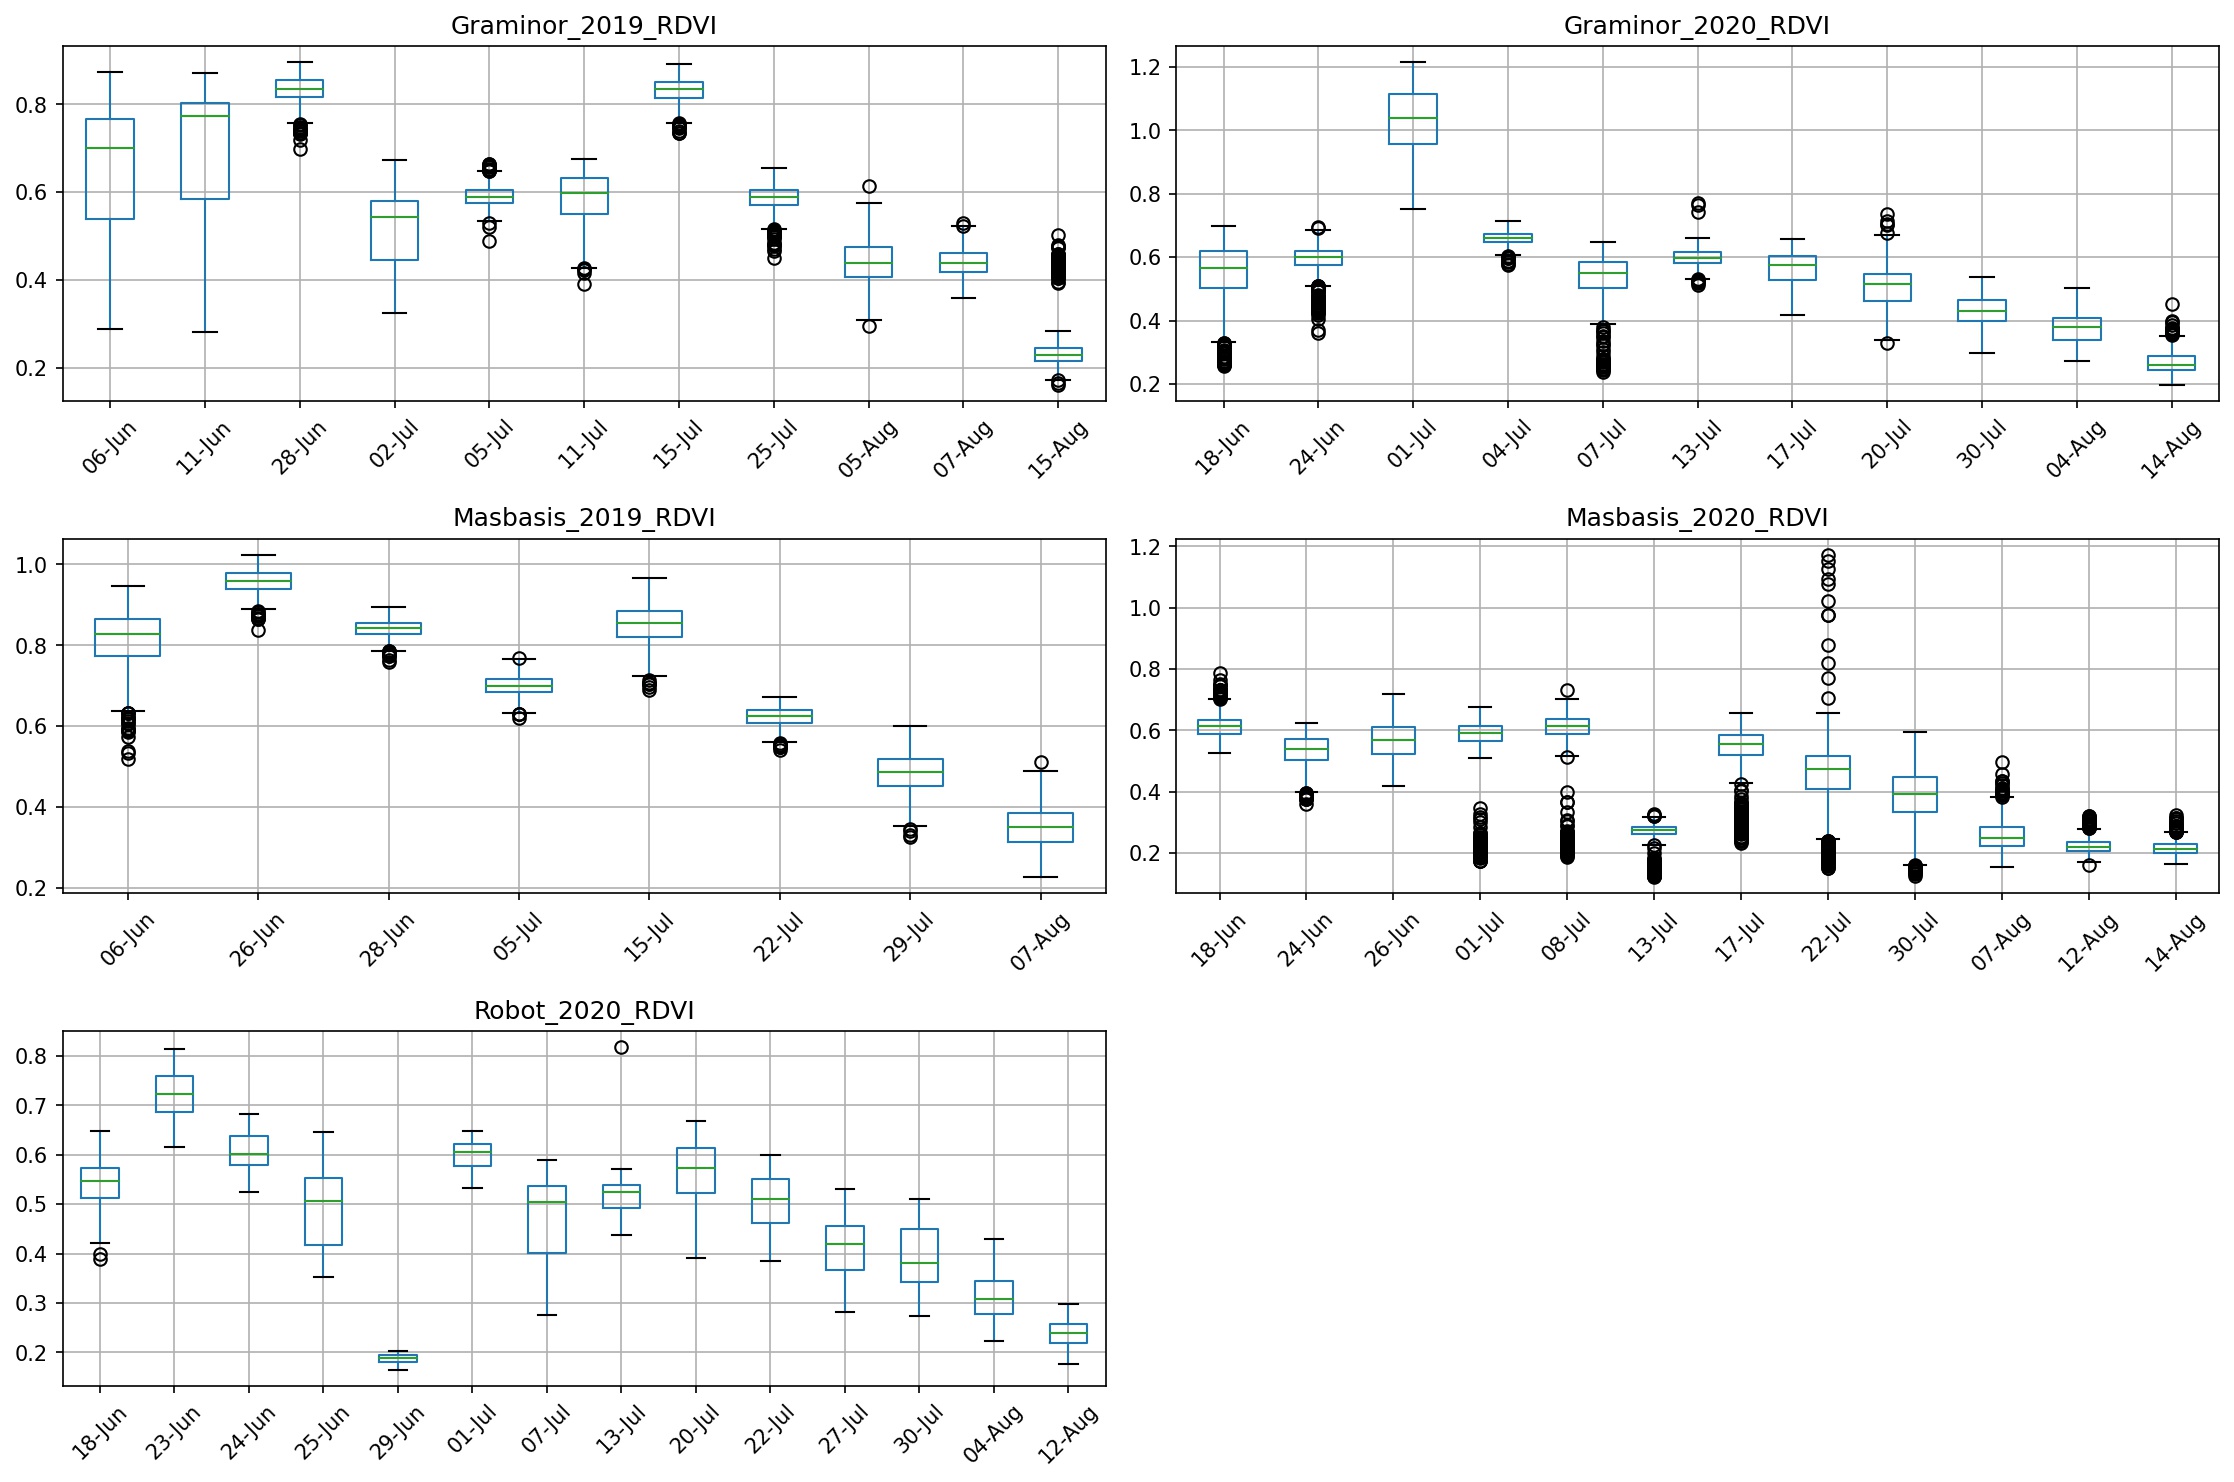 Graminor_2019_RDVI
0.8
0.6
0.4
0.2
06-Jun 11-Jun 28-Jun 02-Jul 05-Jul 11-Jul 15-Jul 25-Jul 05-Aug 07-Aug 15-Aug
Graminor_2020_RDVI
1.2
1.0
0.8
0.6
0.4
0.2
18-Jun 24-Jun 01-Jul 04-Jul 07-Jul 13-Jul 17-Jul 20-Jul 30-Jul 04-Aug 14-Aug
Masbasis_2019_RDVI
1.0
0.8
0.6
0.4
0.2
06-Jun 26-Jun 28-Jun 05-Jul 15-Jul 22-Jul 29-Jul 07-Aug
Masbasis_2020_RDVI
1.2
1.0
0.8
0.6
0.4
0.2
18-Jun 24-Jun 26-Jun 01-Jul 08-Jul 13-Jul 17-Jul 22-Jul 30-Jul 07-Aug 12-Aug 14-Aug
Robot_2020_RDVI
0.8
0.7
0.6
0.5
0.4
0.3
0.2
18-Jun 23-Jun 24-Jun 25-Jun 29-Jun 01-Jul 07-Jul 13-Jul 20-Jul 22-Jul 27-Jul 30-Jul 04-Aug 12-Aug